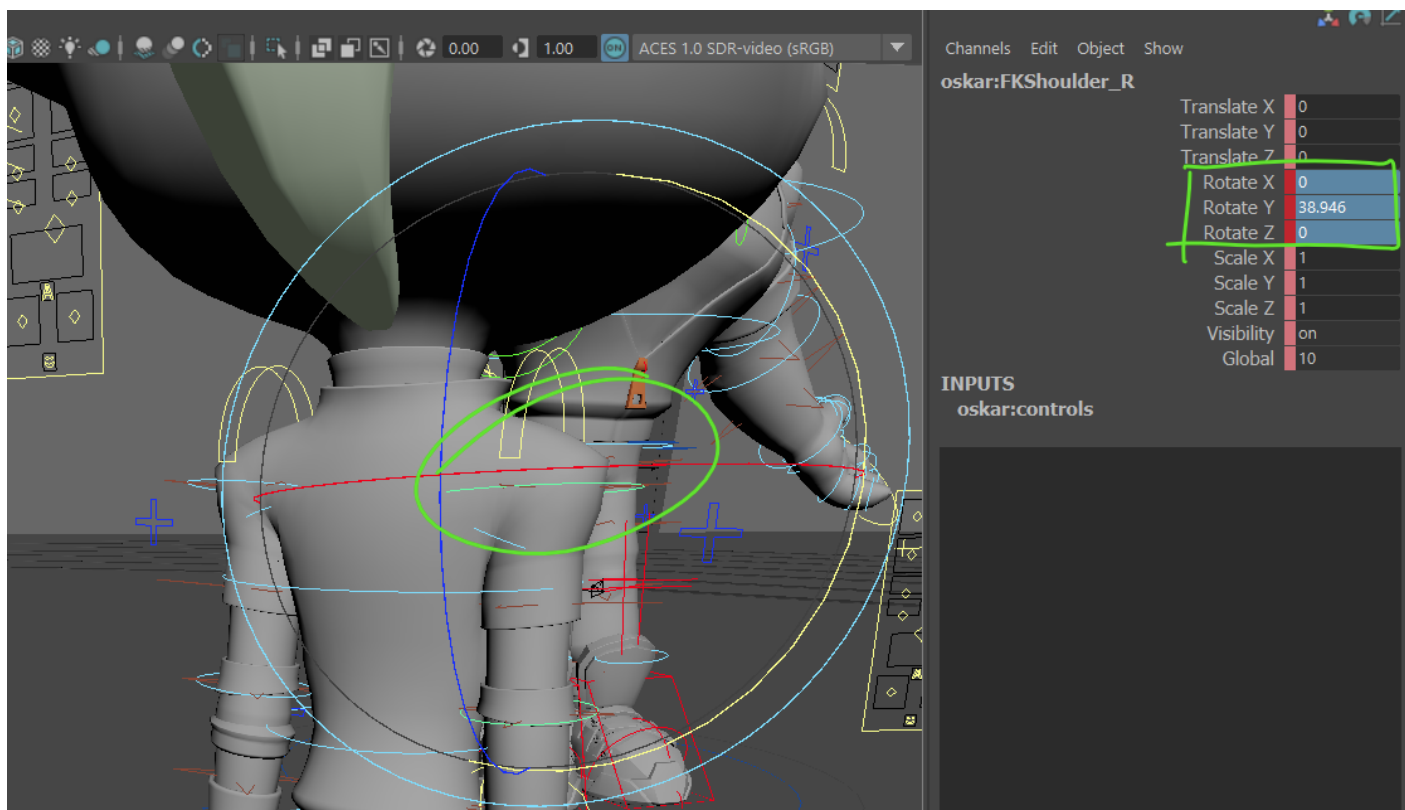 0.00 1.00 ON ACES 1.0 SDR-video (sRGB)
Channels Edit Object Show
oskar:FKShoulder_R
Translate X 0
Translate Y 0
Translate Z 0
Rotate X 0
Rotate Y 38.946
Rotate Z 0
Scale X 1
Scale Y 1
Scale Z 1
Visibility on
Global 10
INPUTS
oskar:controls